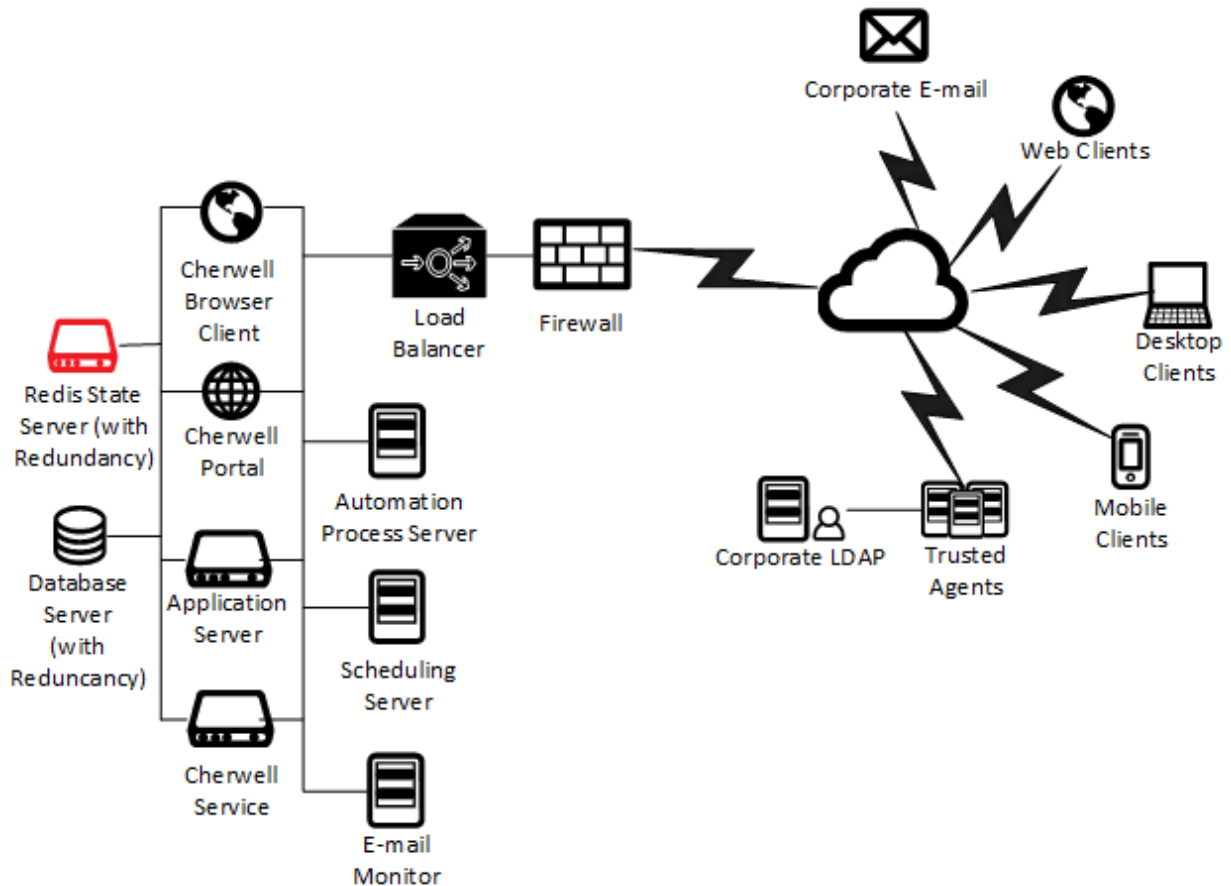 Corporate E-mail
Web Clients
Cherwell
Browser
Client
Load
Balancer
Firewall
Desktop
Clients
Redis State
Server (with
Redundancy)
Cherwell
Portal
Automation
Process Server
Mobile
Clients
Corporate LDAP
Trusted
Agents
Database
Server
(with
Reduncancy)
Application
Server
Scheduling
Server
Cherwell
Service
E-mail
Monitor